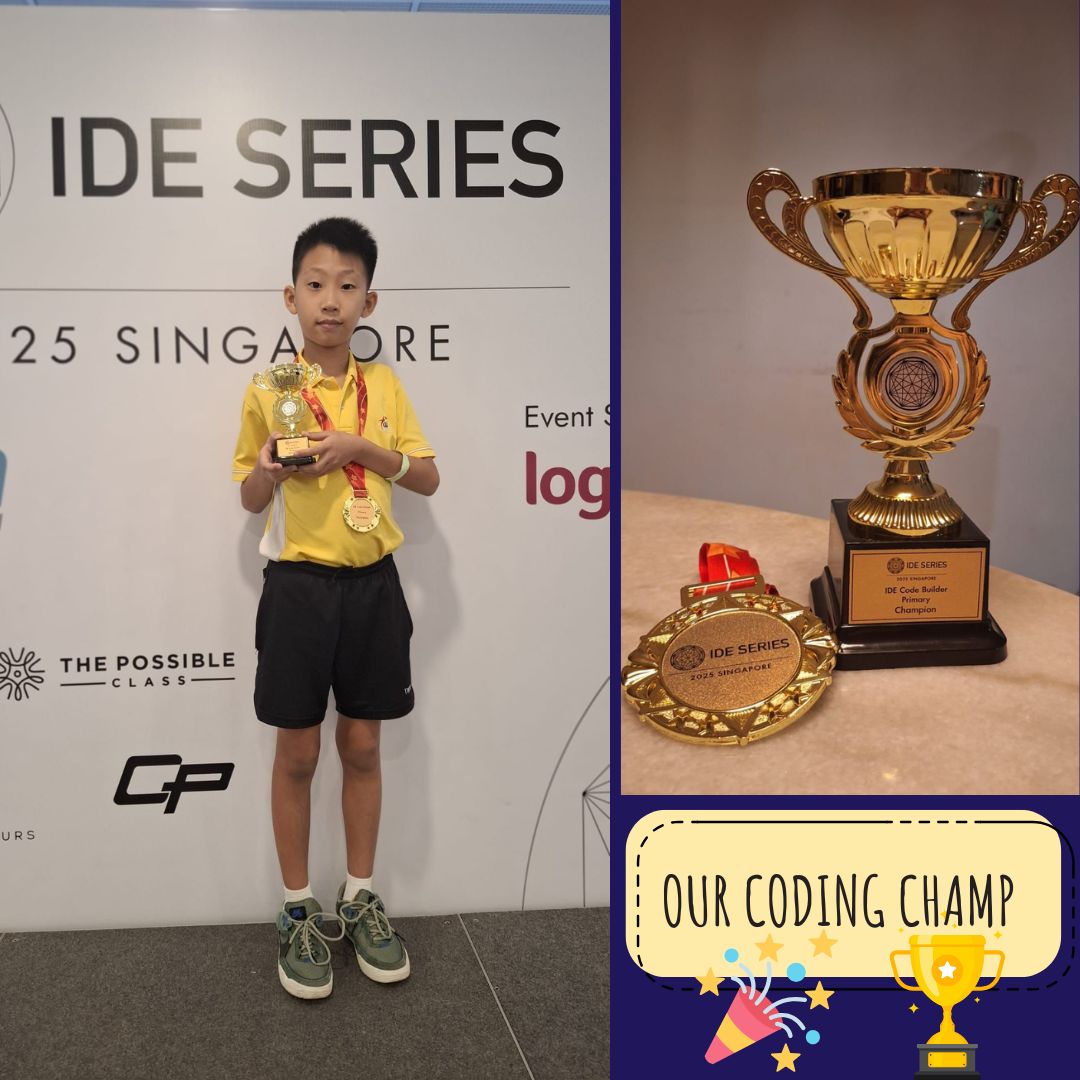 IDE SERIES
25 SINGAPORE
Event S
log
THE POSSIBLE
CLASS
GP
URS
IDE SERIES
2025 SINGAPORE
IDE Code Builder
Primary
Champion
IDE SERIES
2025 SINGAPORE
OUR CODING CHAMP